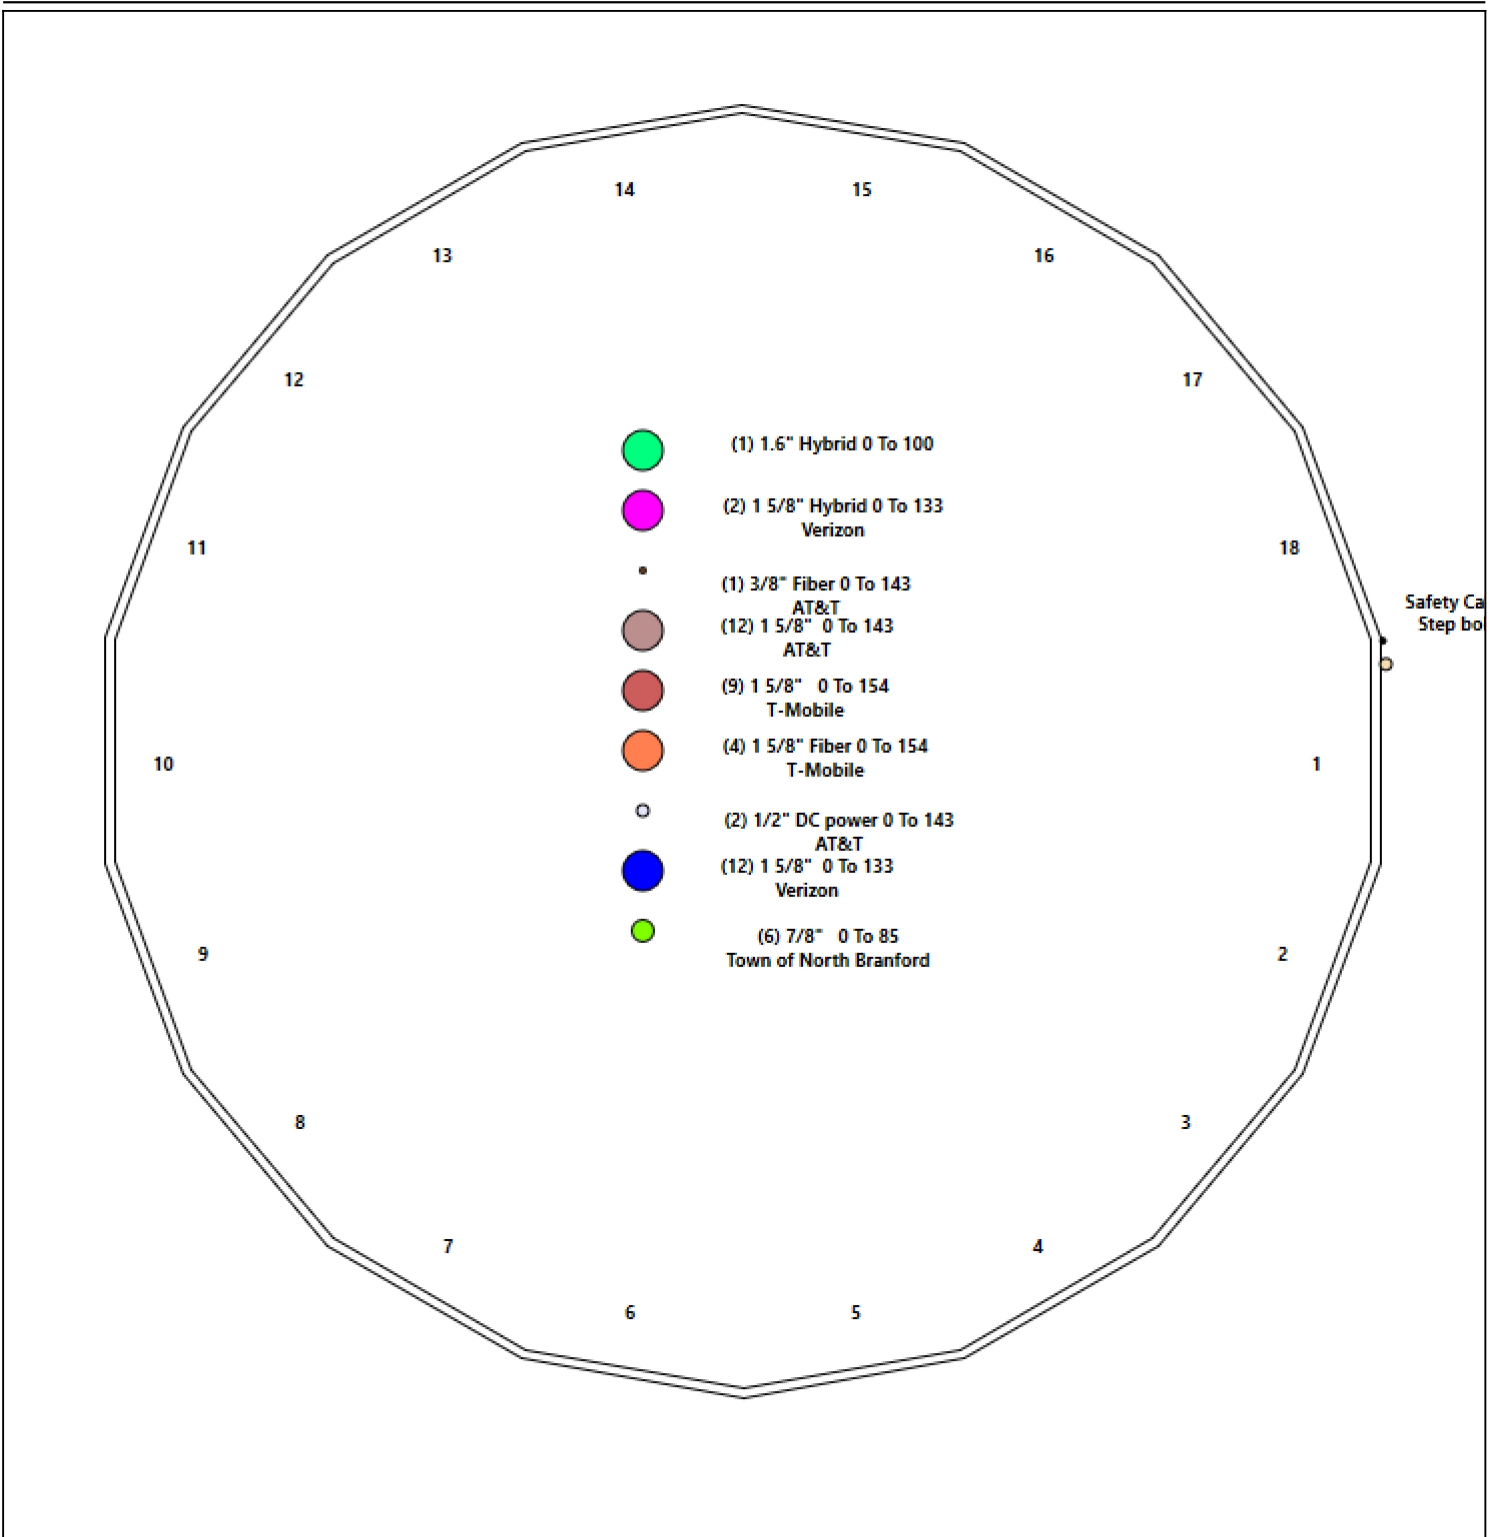 14
15
13
16
12
17
(1) 1.6" Hybrid 0 To 100
(2) 1 5/8" Hybrid 0 To 133
Verizon
11
18
(1) 3/8" Fiber 0 To 143
AT&T
Safety Ca
Step bol
(12) 1 5/8" 0 To 143
AT&T
(9) 1 5/8" 0 To 154
T-Mobile
(4) 1 5/8" Fiber 0 To 154
T-Mobile
10
1
(2) 1/2" DC power 0 To 143
AT&T
(12) 1 5/8" 0 To 133
Verizon
(6) 7/8" 0 To 85
Town of North Branford
9
2
8
3
7
4
6
5